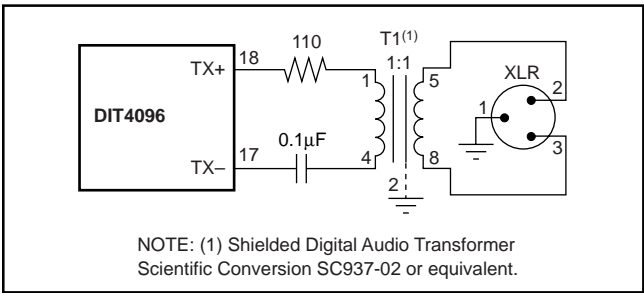 110
T1(1)
18
1:1
TX+
1
5
XLR
2
1
DIT4096
0.1μF
3
17
4
8
TX–
2
NOTE: (1) Shielded Digital Audio Transformer
Scientific Conversion SC937-02 or equivalent.